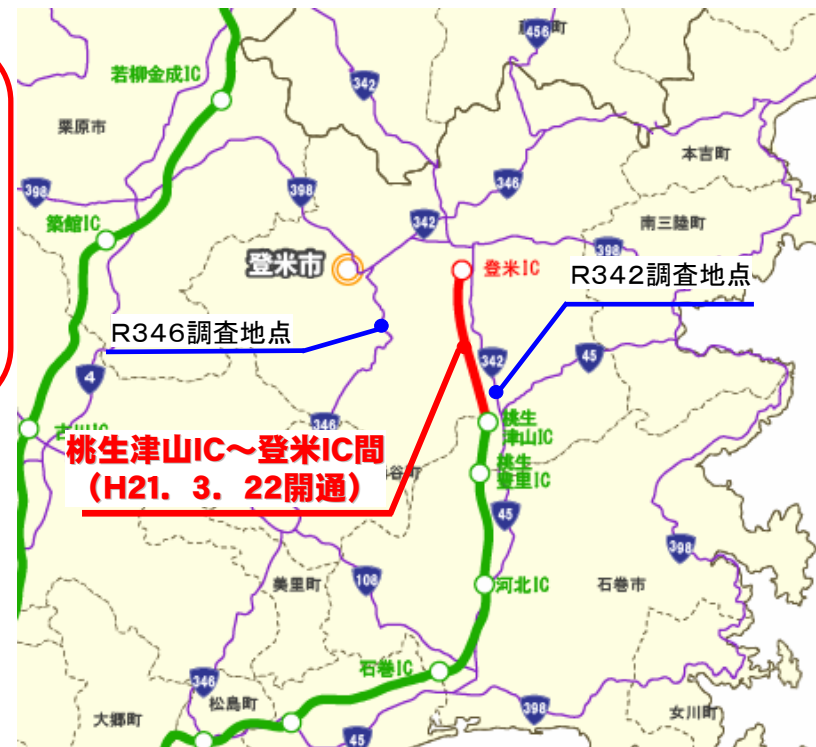 456
342
若柳金成IC
栗原市
本吉町
346
398
398
342
南三陸町
築館IC
398
登米市
登米IC
R342調査地点
R346調査地点
342
45
4
346
桃生
津山IC
桃生津山IC～登米IC間
（H21．3．22開通）
桃生
登里IC
45
398
108
美里町
河北IC
石巻市
石巻IC
346
松島町
398
大郷町
女川町
45